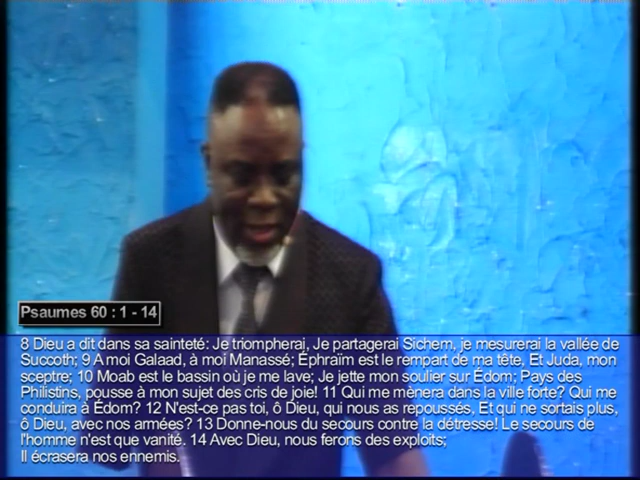 Psaumes 60 : 1 - 14
8 Dieu a dit dans sa sainteté: Je triompherai, Je partagerai Sichem, je mesurerai la vallée de
Succoth; 9 A moi Galaad, à moi Manassé; Éphraïm est le rempart de ma tête, Et Juda, mon
sceptre; 10 Moab est le bassin où je me lave; Je jette mon soulier sur Édom; Pays des
Philistins, pousse à mon sujet des cris de joie! 11 Qui me mènera dans la ville forte? Qui me
conduira à Édom? 12 N'est-ce pas toi, ô Dieu, qui nous as repoussés, Et qui ne sortais plus,
ô Dieu, avec nos armées? 13 Donne-nous du secours contre la détresse! Le secours de
l'homme n'est que vanité. 14 Avec Dieu, nous ferons des exploits;
Il écrasera nos ennemis.